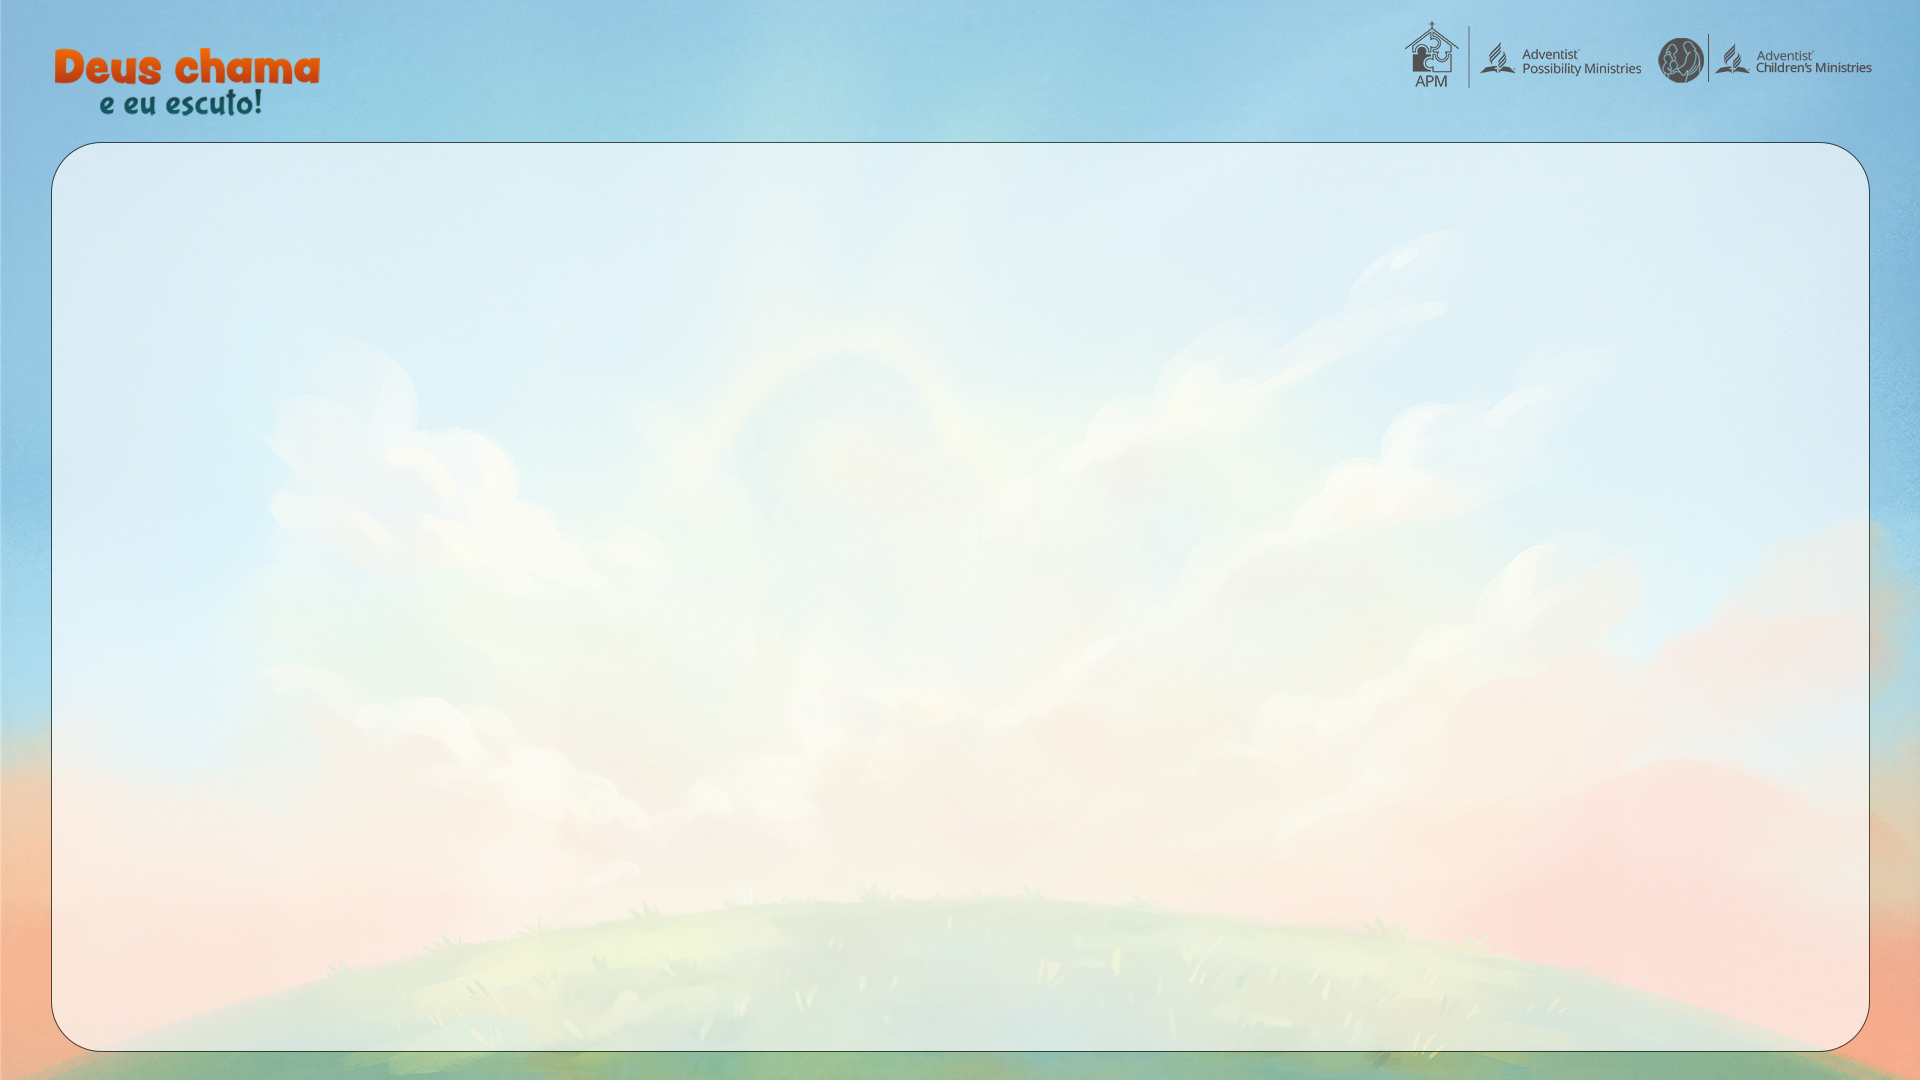 Deus chama
e eu escuto!
APM
Adventist
Possibility Ministries
Adventist
Children's Ministries